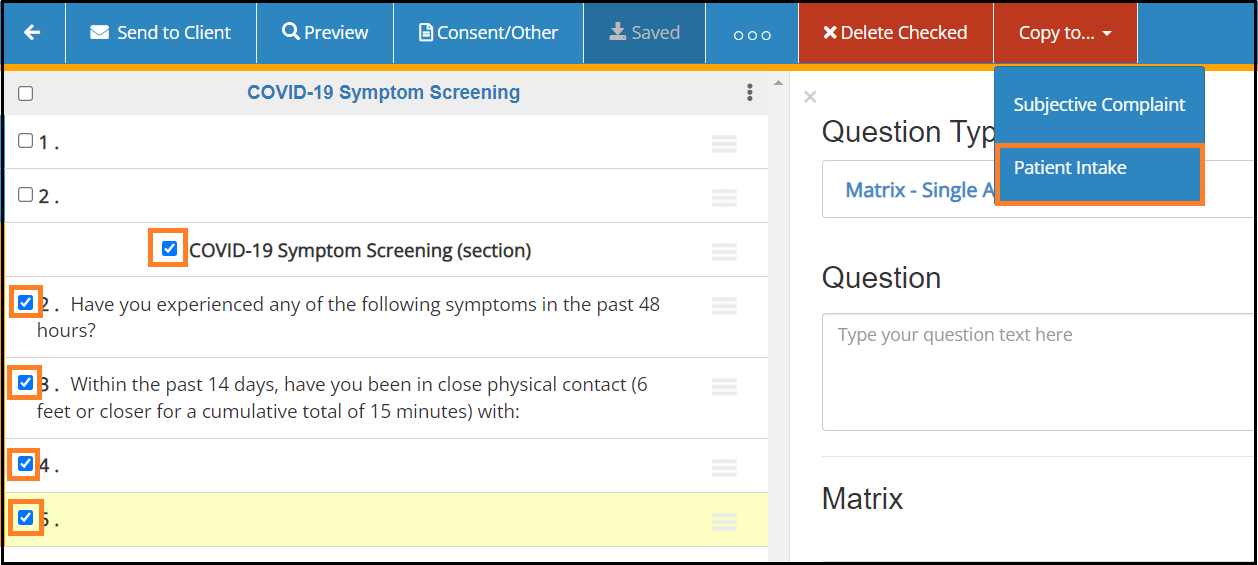 Send to Client
Preview
Consent/Other
Saved
Delete Checked
Copy to...
Subjective Complaint
Patient Intake
COVID-19 Symptom Screening
1 .
2 .
COVID-19 Symptom Screening (section)
2 . Have you experienced any of the following symptoms in the past 48
hours?
3 . Within the past 14 days, have you been in close physical contact (6
feet or closer for a cumulative total of 15 minutes) with:
4 .
5 .
Question Typ
Matrix - Single A
Question
Type your question text here
Matrix